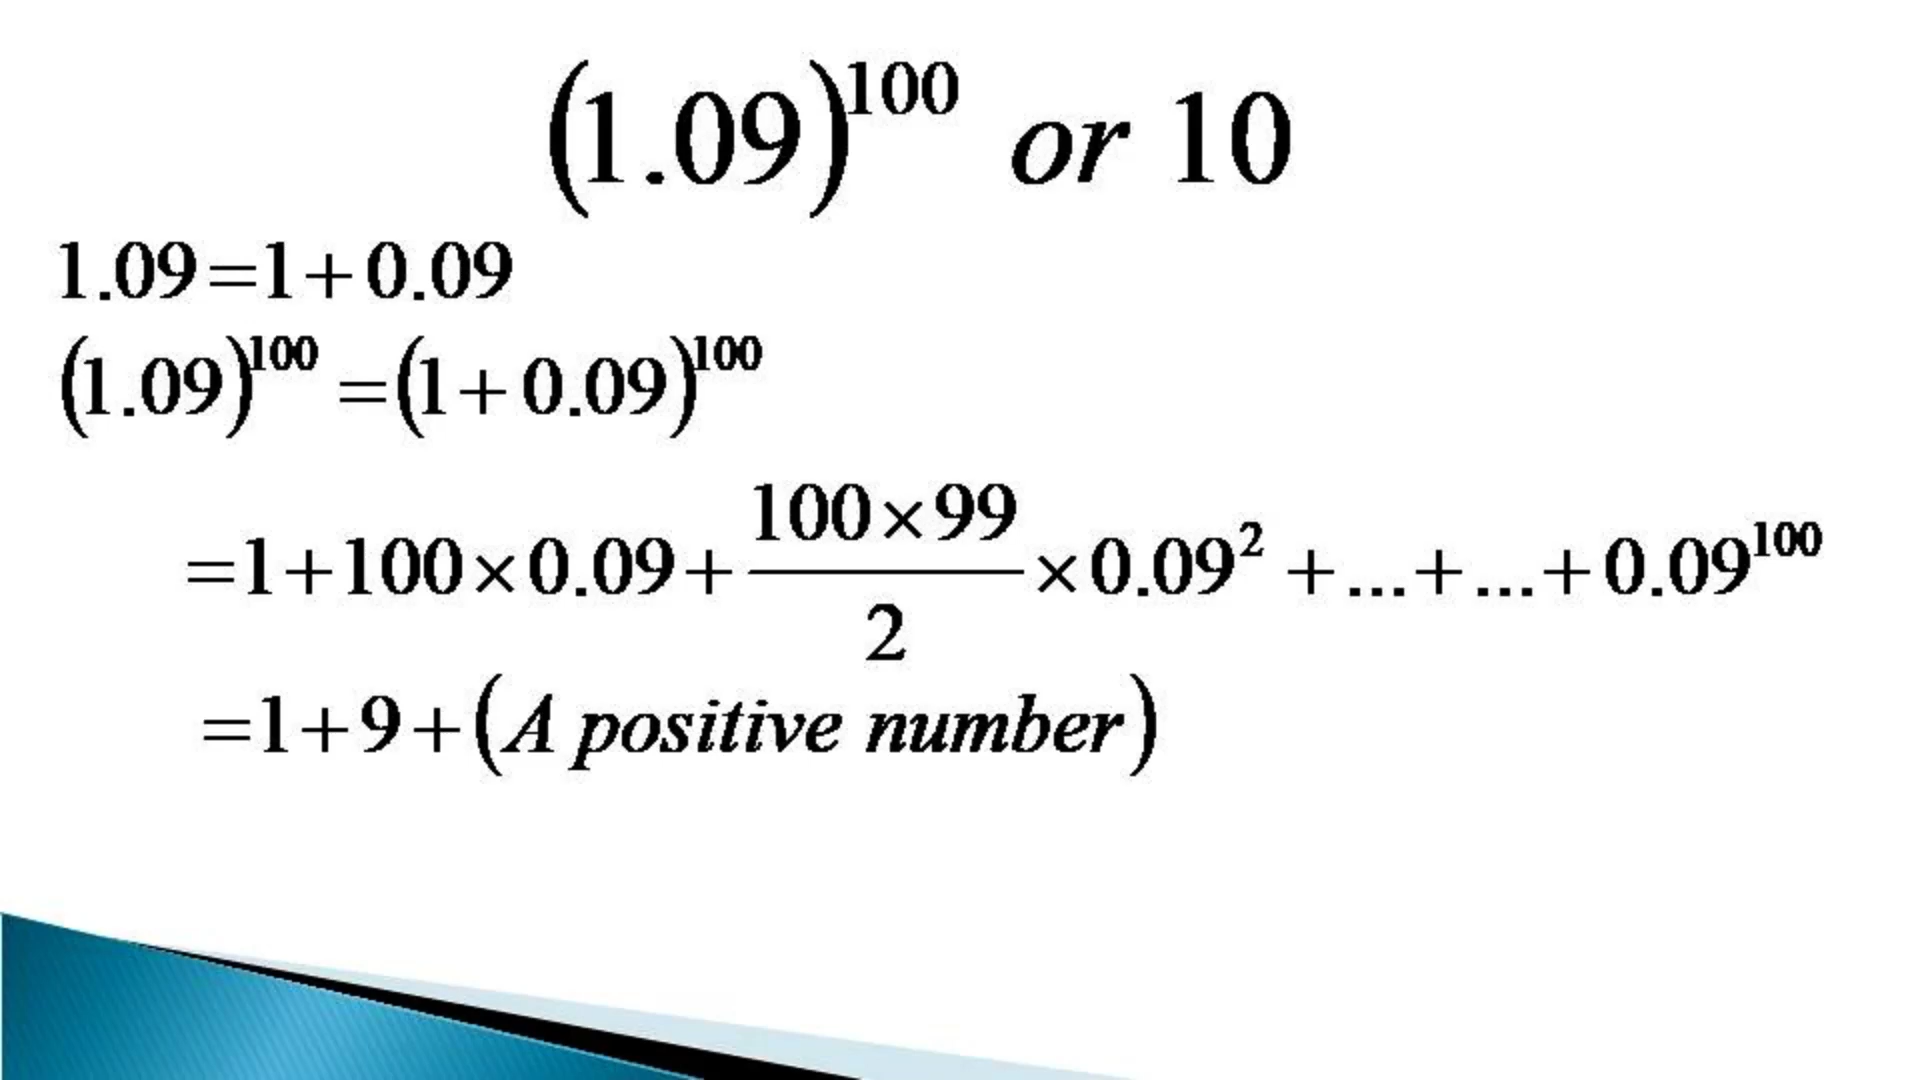 (1.09)^100 or 10
1.09=1+0.09
(1.09)^100 =(1+0.09)^100
=1+100×0.09+\frac{100×99}{2}×0.09^2+...+...+0.09^100
=1+9+(A positive number)